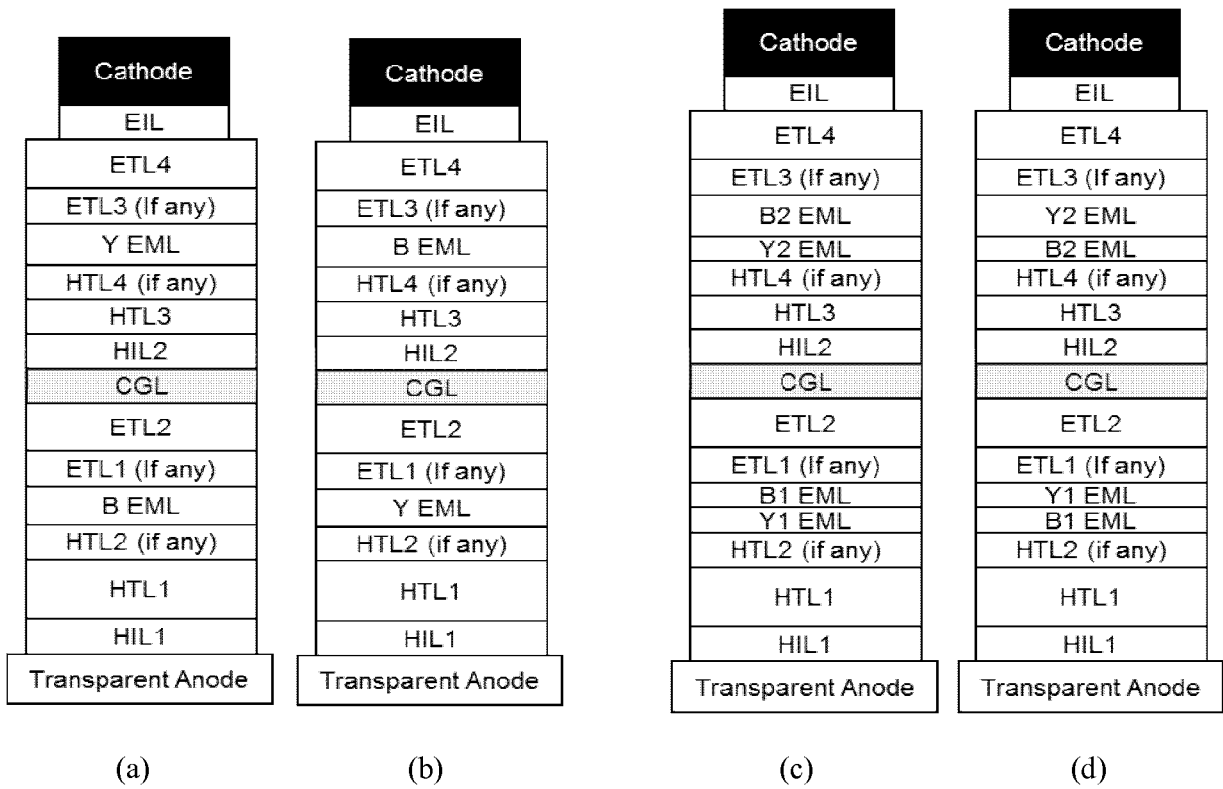 Cathode
EIL
ETL4
ETL3 (If any)
Y EML
HTL4 (if any)
HTL3
HIL2
CGL
ETL2
ETL1 (If any)
B EML
HTL2 (if any)
HTL1
HIL1
Transparent Anode
(a)
Cathode
EIL
ETL4
ETL3 (If any)
B EML
HTL4 (if any)
HTL3
HIL2
CGL
ETL2
ETL1 (If any)
Y EML
HTL2 (if any)
HTL1
HIL1
Transparent Anode
(b)
Cathode
EIL
ETL4
ETL3 (If any)
B2 EML
Y2 EML
HTL4 (if any)
HTL3
HIL2
CGL
ETL2
ETL1 (If any)
B1 EML
Y1 EML
HTL2 (if any)
HTL1
HIL1
Transparent Anode
(c)
Cathode
EIL
ETL4
ETL3 (If any)
Y2 EML
B2 EML
HTL4 (if any)
HTL3
HIL2
CGL
ETL2
ETL1 (If any)
Y1 EML
B1 EML
HTL2 (if any)
HTL1
HIL1
Transparent Anode
(d)